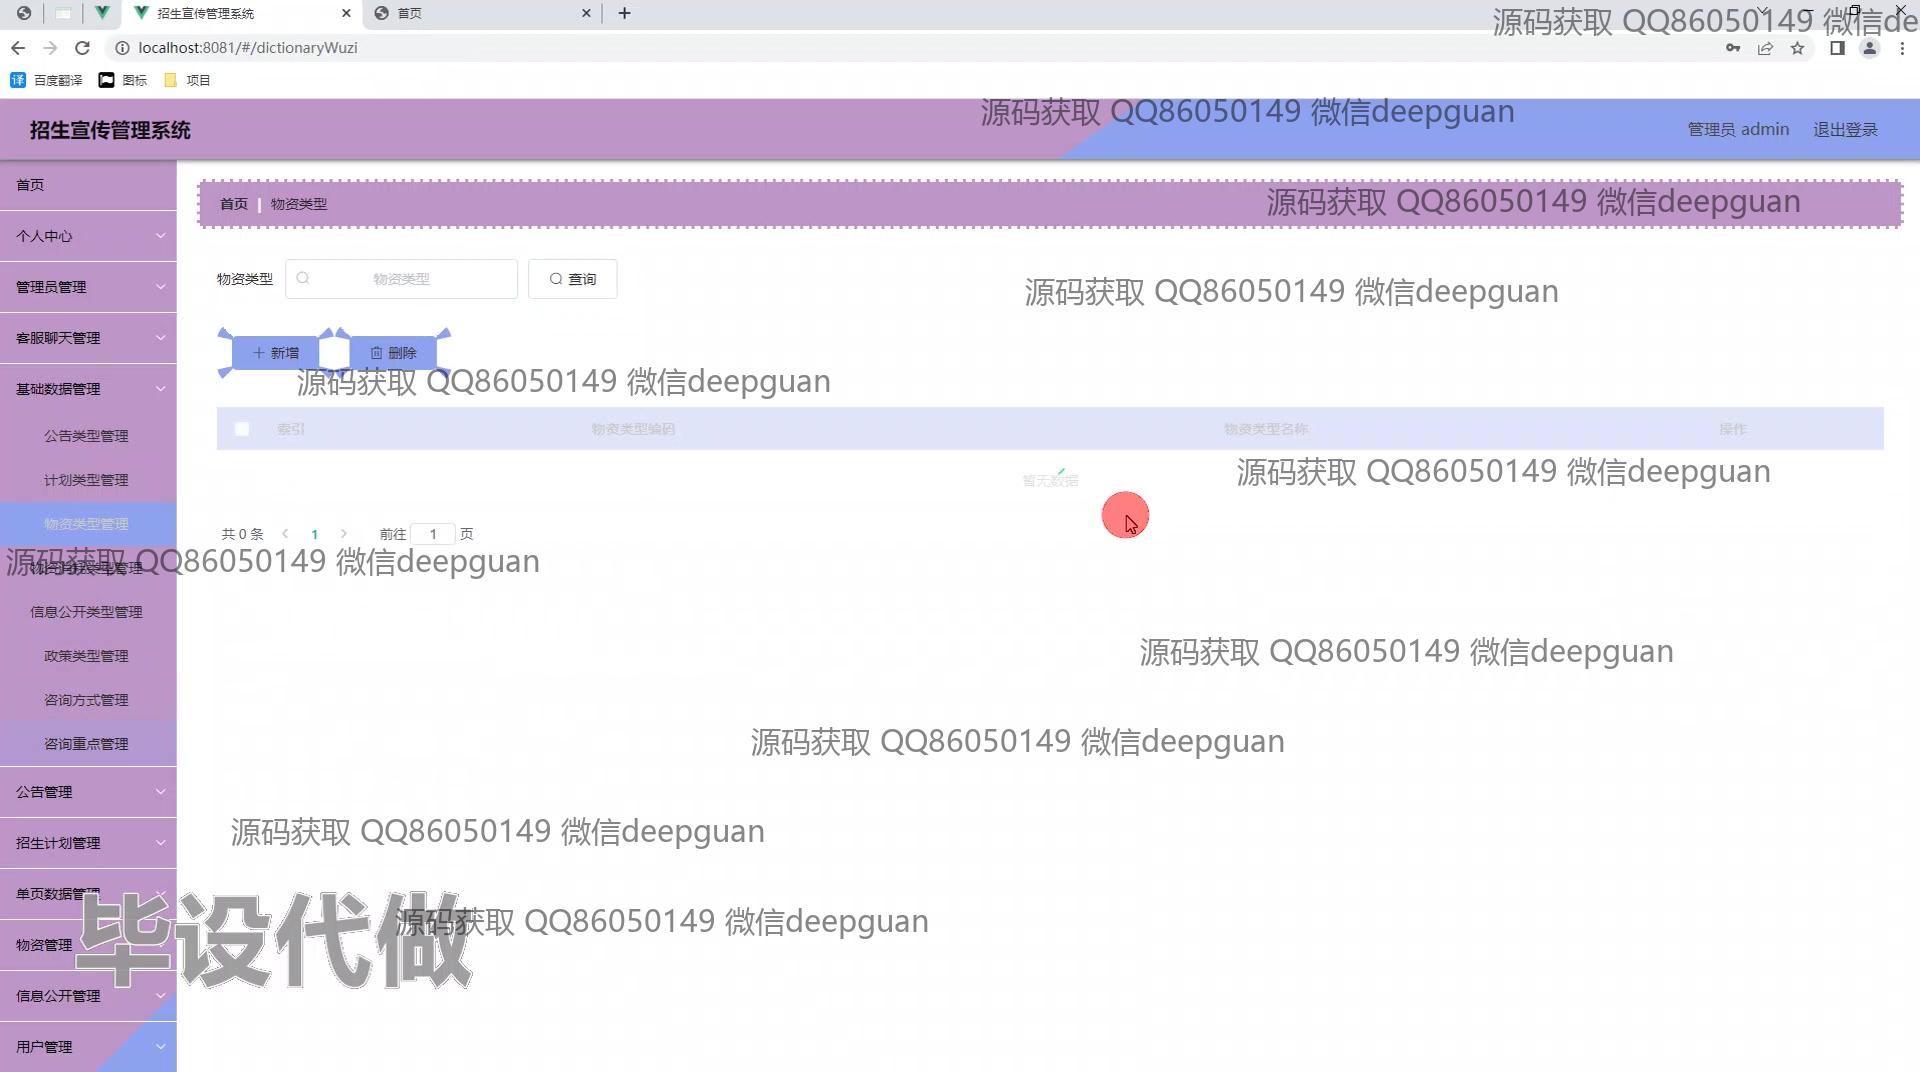 招生宣传管理系统
首页
源码获取 QQ86050149 微信de
localhost:8081/#/dictionaryWuzi
百度翻译 图标 项目
源码获取 QQ86050149 微信deepguan
招生宣传管理系统
管理员 admin 退出登录
首页
首页 物资类型
源码获取 QQ86050149 微信deepguan
个人中心
物资类型 物资类型 查询
管理员管理
源码获取 QQ86050149 微信deepguan
客服聊天管理
新增 删除
源码获取 QQ86050149 微信deepguan
基础数据管理
索引 物资类型编码 物资类型名称 操作
公告类型管理
源码获取 QQ86050149 微信deepguan
计划类型管理
暂无数据
物资类型管理
共 0 条 1 前往 1 页
源码获取 QQ86050149 微信deepguan
信息公开类型管理
政策类型管理
源码获取 QQ86050149 微信deepguan
咨询方式管理
咨询重点管理
源码获取 QQ86050149 微信deepguan
公告管理
源码获取 QQ86050149 微信deepguan
招生计划管理
单页数据管理
源码获取 QQ86050149 微信deepguan
毕设代做
物资管理
信息公开管理
用户管理